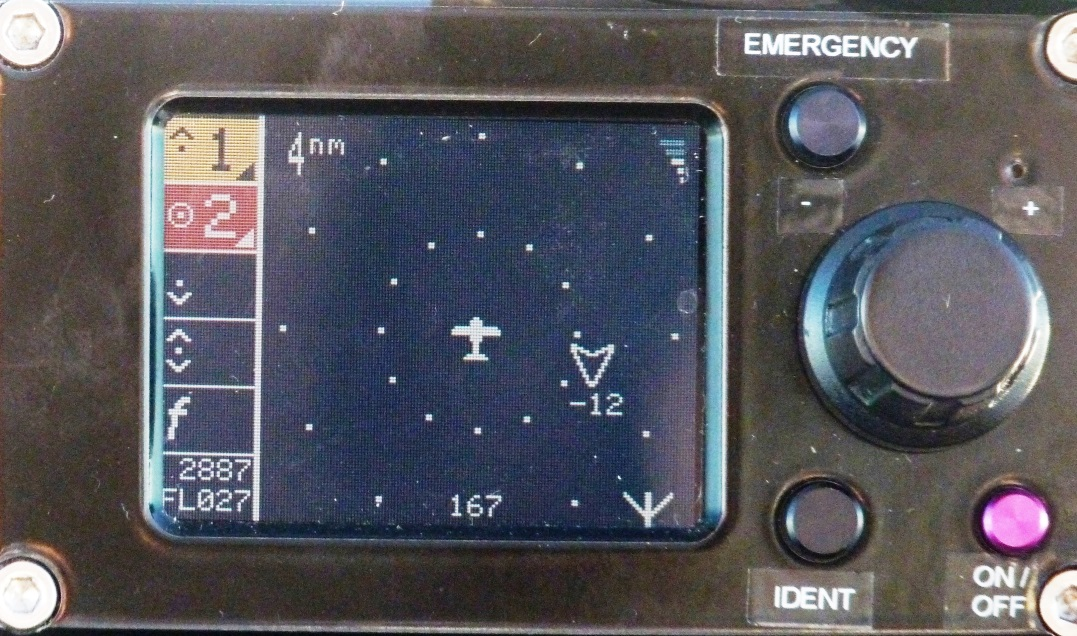 EMERGENCY
1
4nm
2
-
+
-12
f
2887
FL027
167
IDENT
ON /
OFF